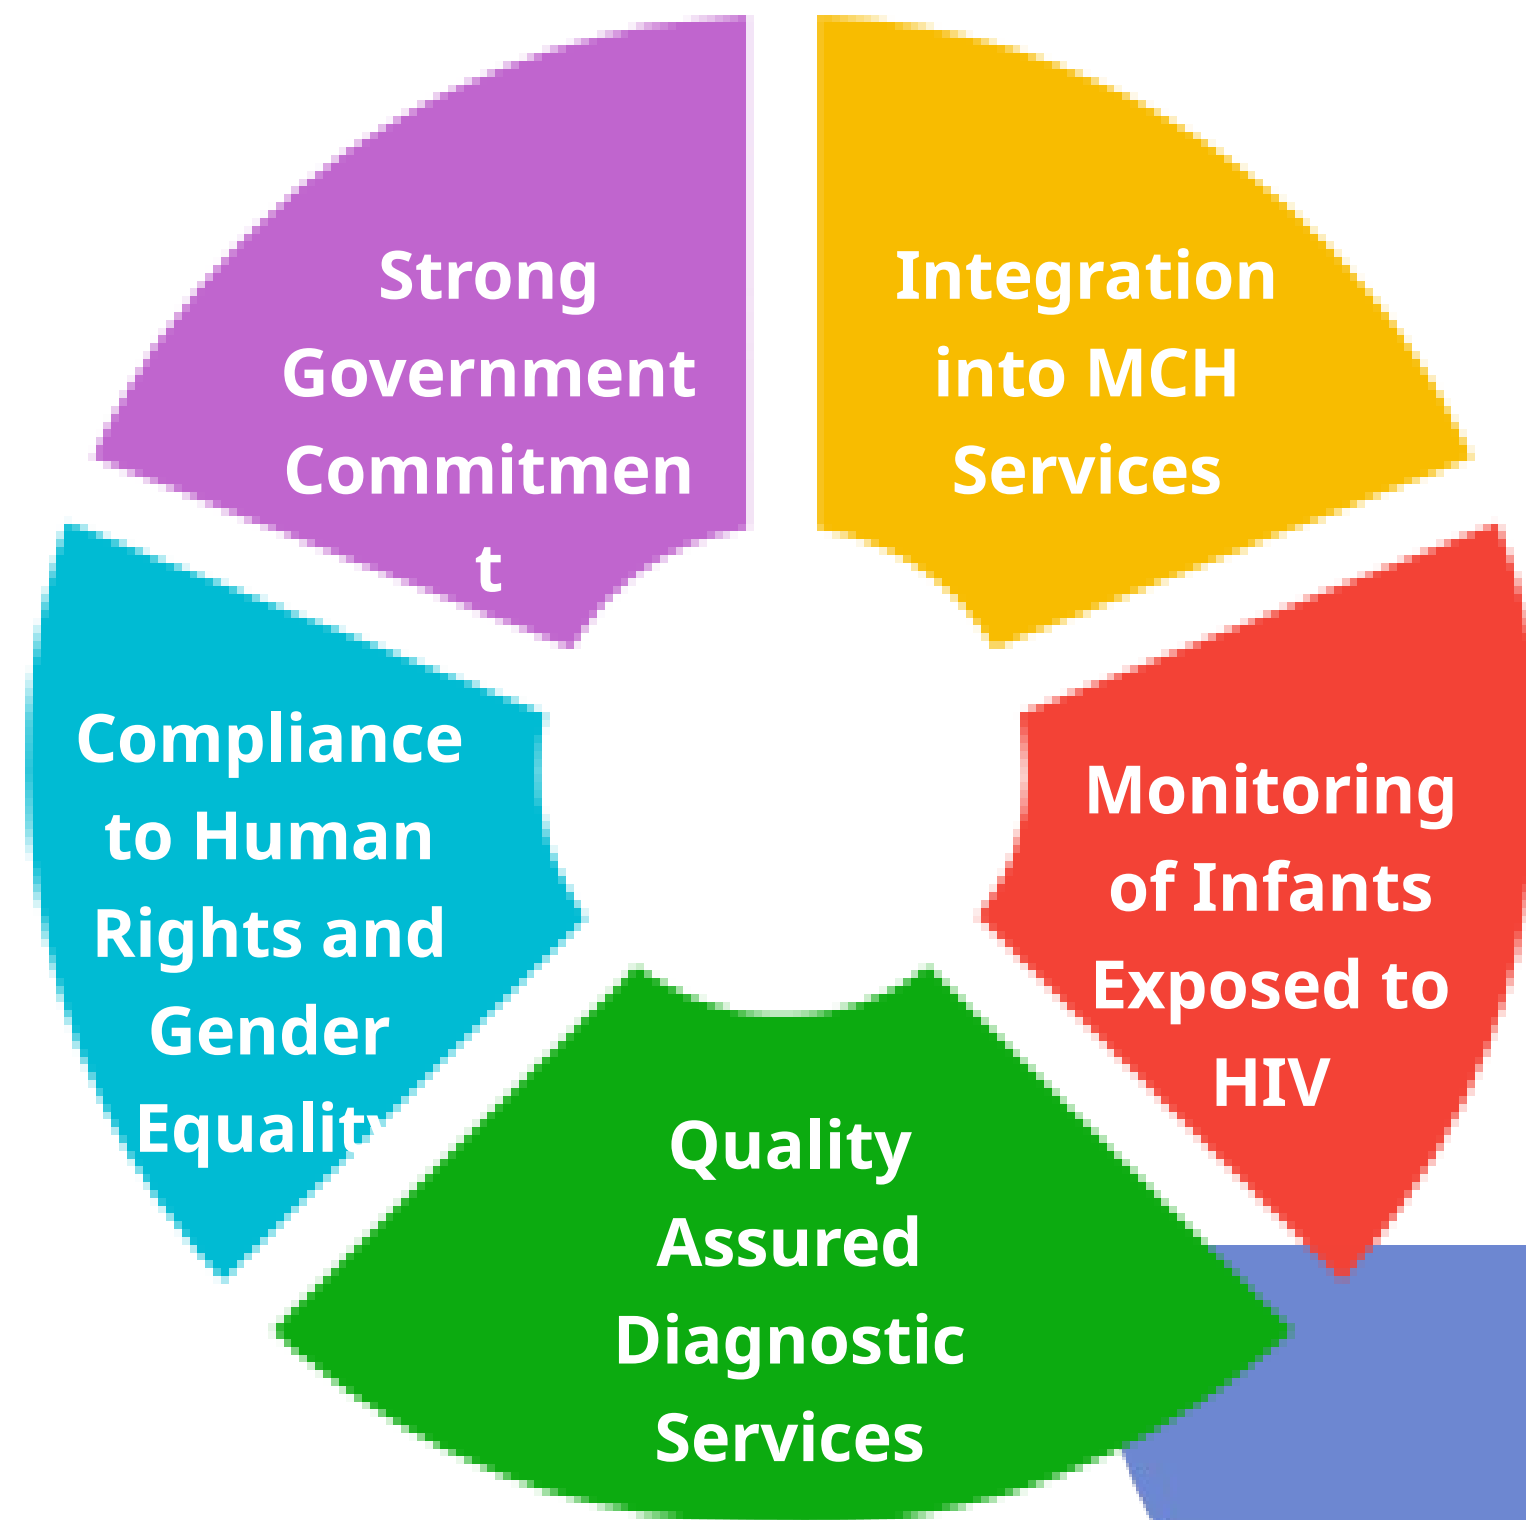 Strong
Government
Commitmen
t
Integration
into MCH
Services
Compliance
to Human
Rights and
Gender
Equality
Monitoring
of Infants
Exposed to
HIV
Quality
Assured
Diagnostic
Services